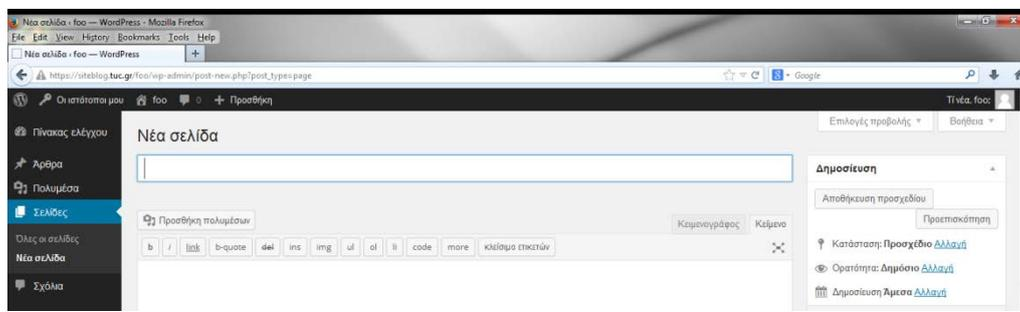 Νέα σελίδα ‹ foo — WordPress - Mozilla Firefox
File Edit View History Bookmarks Tools Help
Νέα σελίδα ‹ foo — WordPress +
https://siteblog.tuc.gr/foo/wp-admin/post-new.php?post_type=page
Google
Οι ιστότοποι μου foo 0 Προσθήκη
Τί νέα, foo;
Πίνακας ελέγχου
Άρθρα
Πολυμέσα
Σελίδες
Όλες οι σελίδες
Νέα σελίδα
Σχόλια
Επιλογές προβολής Βοήθεια
Νέα σελίδα
Προσθήκη πολυμέσων
Κειμενογράφος Κείμενο
b i link b-quote del ins img ul ol li code more κλείσιμο ετικετών
Δημοσίευση
Αποθήκευση προσχεδίου
Προεπισκόπηση
Κατάσταση: Προσχέδιο Αλλαγή
Ορατότητα: Δημόσιο Αλλαγή
Δημοσίευση Άμεσα Αλλαγή